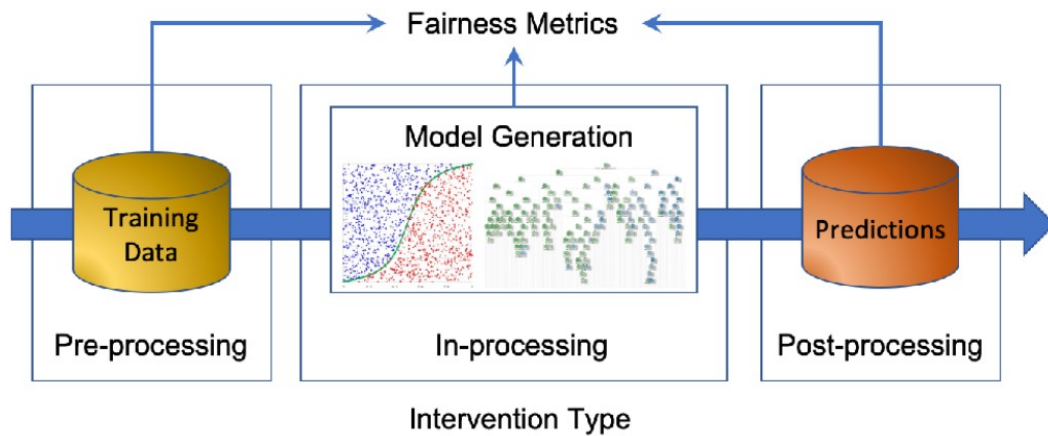 Fairness Metrics
Model Generation
Training
Data
Predictions
Pre-processing
In-processing
Post-processing
Intervention Type